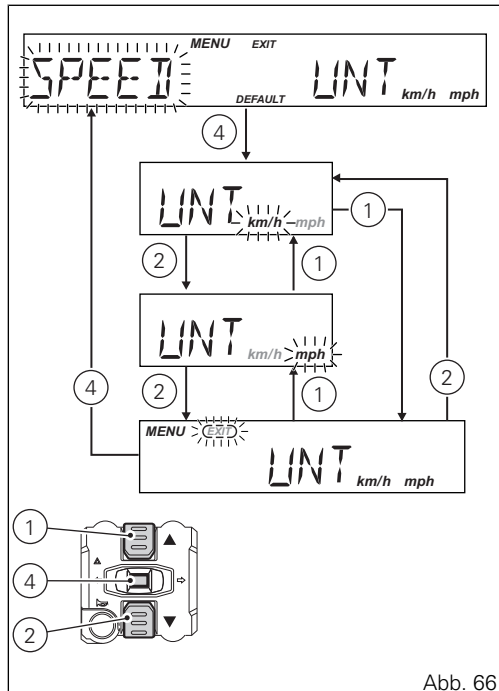 MENU EXIT
SPEED UNT km/h mph
DEFAULT
4
UNT km/h mph
1
2 1
UNT km/h mph
4 2 1 2
MENU EXIT
UNT km/h mph
1
4
2
Abb. 66